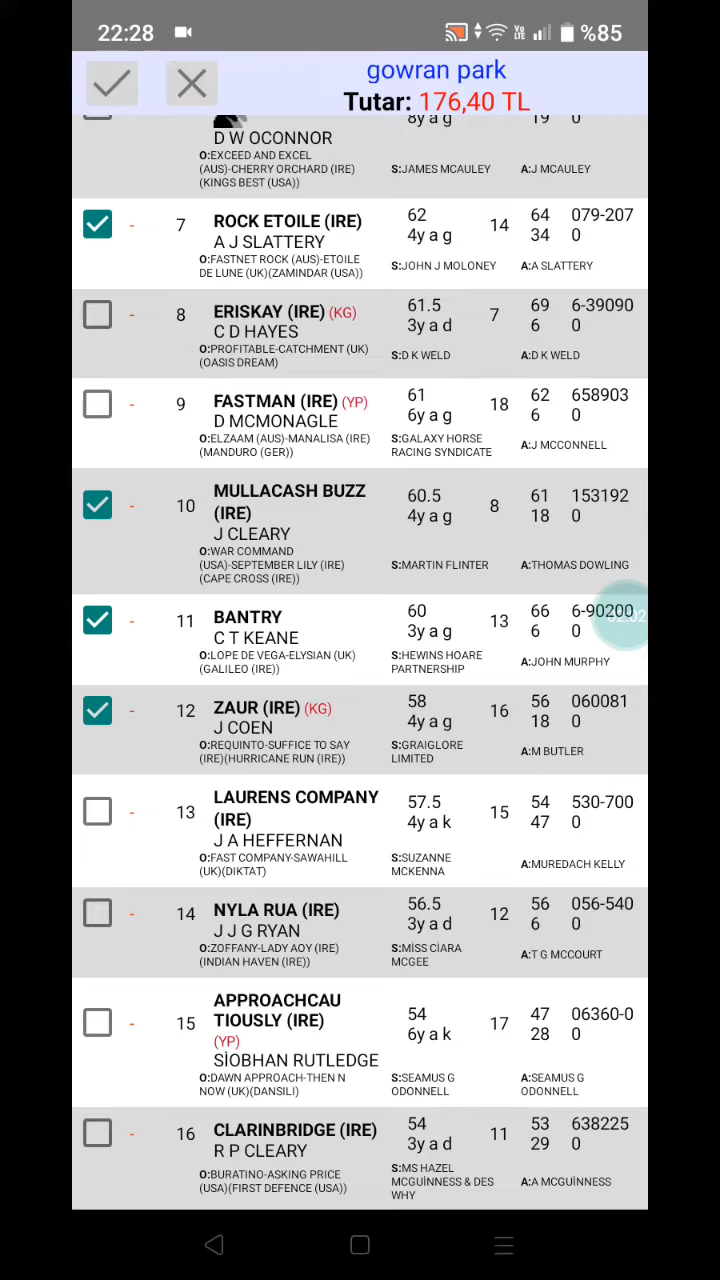 22:28 %85
gowran park
Tutar: 176,40 TL
8y a g 19 0
D W OCONNOR
O:EXCEED AND EXCEL
(AUS)-CHERRY ORCHARD (IRE)
(KINGS BEST (USA))
S:JAMES MCAULEY
A:J MCAULEY
- 7 ROCK ETOILE (IRE) 62 14 64 079-207
A J SLATTERY 4y a g 34 0
O:FASTNET ROCK (AUS)-ETOILE
DE LUNE (UK)(ZAMINDAR (USA))
S:JOHN J MOLONEY
A:A SLATTERY
- 8 ERISKAY (IRE) (KG) 61.5 7 69 6-39090
C D HAYES 3y a d 6 0
O:PROFITABLE-CATCHMENT (UK)
(OASIS DREAM)
S:D K WELD
A:D K WELD
- 9 FASTMAN (IRE) (YP) 61 18 62 658903
D MCMONAGLE 6y a g 6 0
O:ELZAAM (AUS)-MANALISA (IRE)
(MANDURO (GER))
S:GALAXY HORSE
RACING SYNDICATE
A:J MCCONNELL
- 10 MULLACASH BUZZ
(IRE) 60.5 8 61 153192
J CLEARY 4y a g 18 0
O:WAR COMMAND
(USA)-SEPTEMBER LILY (IRE)
(CAPE CROSS (IRE))
S:MARTIN FLINTER
A:THOMAS DOWLING
- 11 BANTRY 60 13 66 6-90200
C T KEANE 3y a g 6 0
O:LOPE DE VEGA-ELYSIAN (UK)
(GALILEO (IRE))
S:HEWINS HOARE
PARTNERSHIP
A:JOHN MURPHY
02:02
- 12 ZAUR (IRE) (KG) 58 16 56 060081
J COEN 4y a g 18 0
O:REQUINTO-SUFFICE TO SAY
(IRE)(HURRICANE RUN (IRE))
S:GRAIGLORE
LIMITED
A:M BUTLER
- 13 LAURENS COMPANY
(IRE) 57.5 15 54 530-700
J A HEFFERNAN 4y a k 47 0
O:FAST COMPANY-SAWAHILL
(UK)(DIKTAT)
S:SUZANNE
MCKENNA
A:MUREDACH KELLY
- 14 NYLA RUA (IRE) 56.5 12 56 056-540
J J G RYAN 3y a d 6 0
O:ZOFFANY-LADY AOY (IRE)
(INDIAN HAVEN (IRE))
S:MİSS CİARA
MCGEE
A:T G MCCOURT
- 15 APPROACHCAU
TIOUSLY (IRE)
(YP) 54 17 47 06360-0
SİOBHAN RUTLEDGE 6y a k 28 0
O:DAWN APPROACH-THEN N
NOW (UK)(DANSILI)
S:SEAMUS G
ODONNELL
A:SEAMUS G
ODONNELL
- 16 CLARINBRIDGE (IRE) 54 11 53 638225
R P CLEARY 3y a d 29 0
O:BURATINO-ASKING PRICE
(USA)(FIRST DEFENCE (USA))
S:MS HAZEL
MCGUİNNESS & DES
WHY
A:A MCGUİNNESS